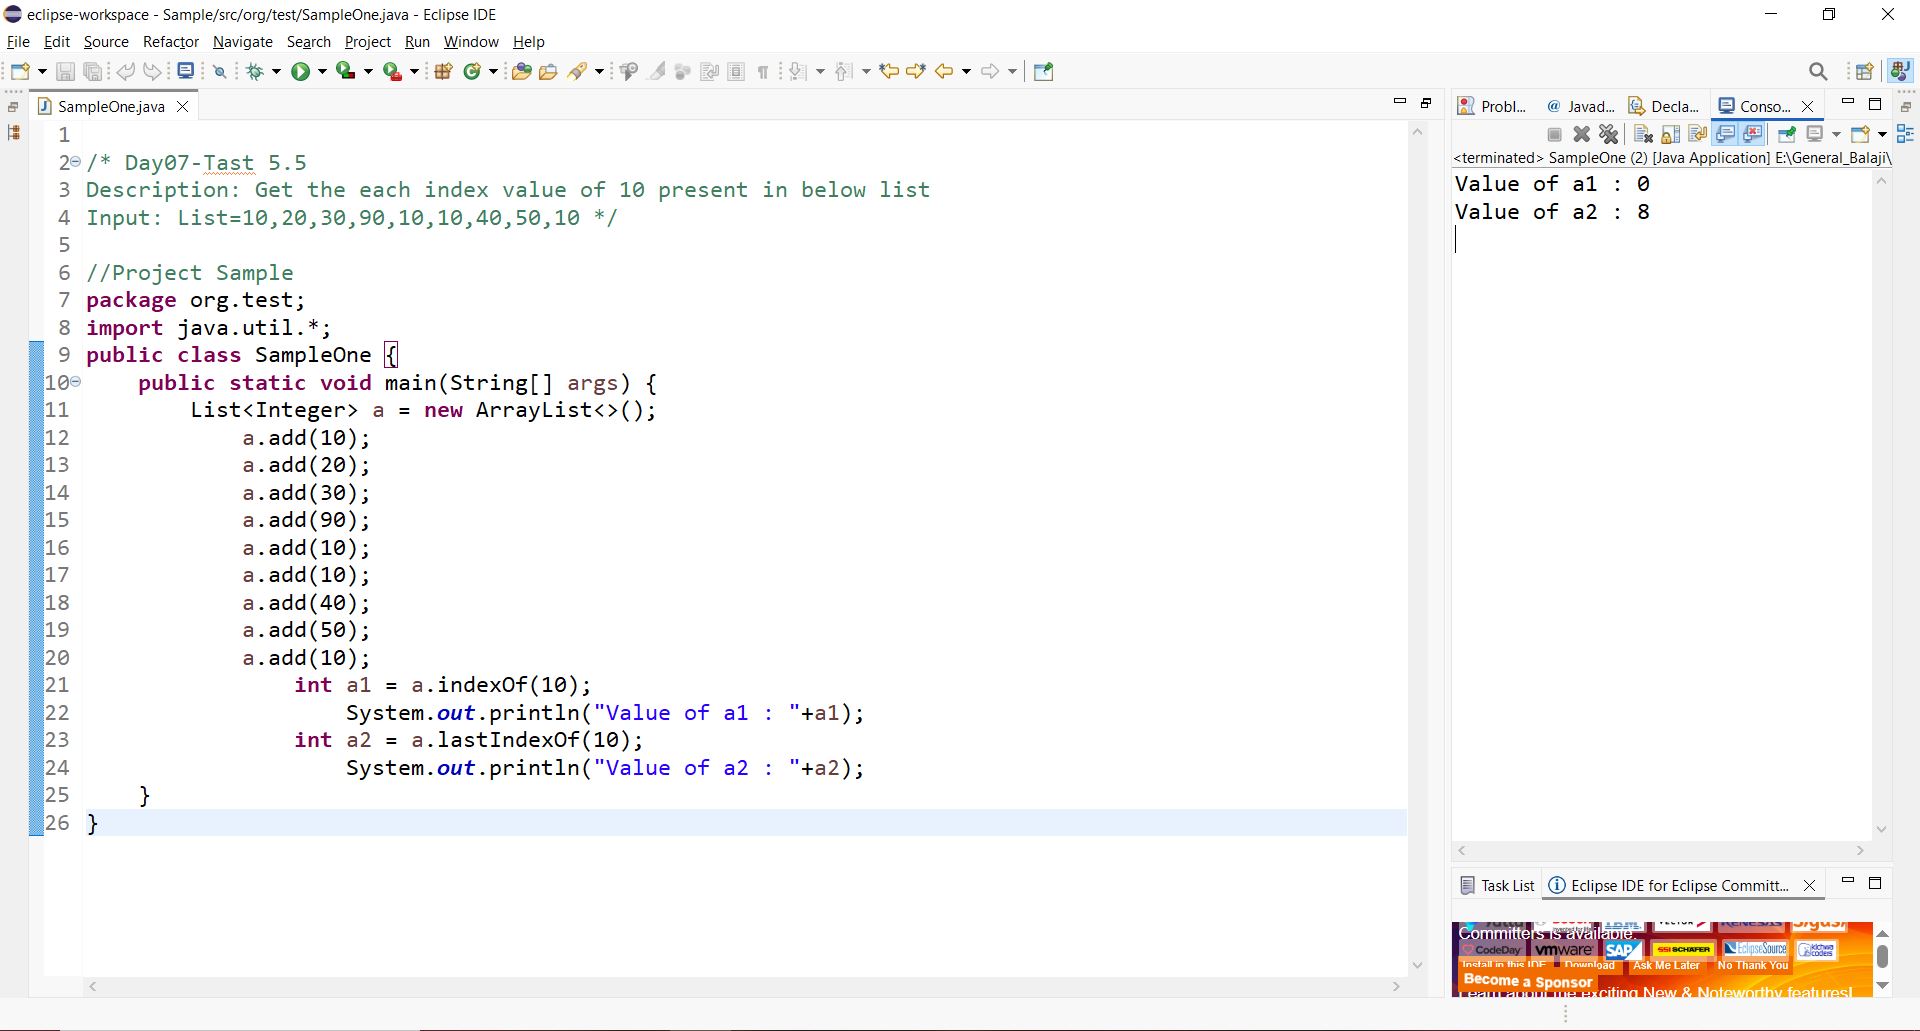 eclipse-workspace - Sample/src/org/test/SampleOne.java - Eclipse IDE
File Edit Source Refactor Navigate Search Project Run Window Help
SampleOne.java
1
2 /* Day07-Tast 5.5
3 Description: Get the each index value of 10 present in below list
4 Input: List=10,20,30,90,10,10,40,50,10 */
5
6 //Project Sample
7 package org.test;
8 import java.util.*;
9 public class SampleOne {
10 public static void main(String[] args) {
11 List<Integer> a = new ArrayList<>();
12 a.add(10);
13 a.add(20);
14 a.add(30);
15 a.add(90);
16 a.add(10);
17 a.add(10);
18 a.add(40);
19 a.add(50);
20 a.add(10);
21 int a1 = a.indexOf(10);
22 System.out.println("Value of a1 : "+a1);
23 int a2 = a.lastIndexOf(10);
24 System.out.println("Value of a2 : "+a2);
25 }
26 }
Probl... @ Javad... Decla... Conso...
<terminated> SampleOne (2) [Java Application] E:\General_Balaji\
Value of a1 : 0
Value of a2 : 8
Task List Eclipse IDE for Eclipse Committ...
Committers is available.
CodeDay vmware SAP SSI SCHÄFER EclipseSource kichwa coders
Install in this IDE Download Ask Me Later No Thank You
Become a Sponsor
Learn about the exciting New & Noteworthy features!